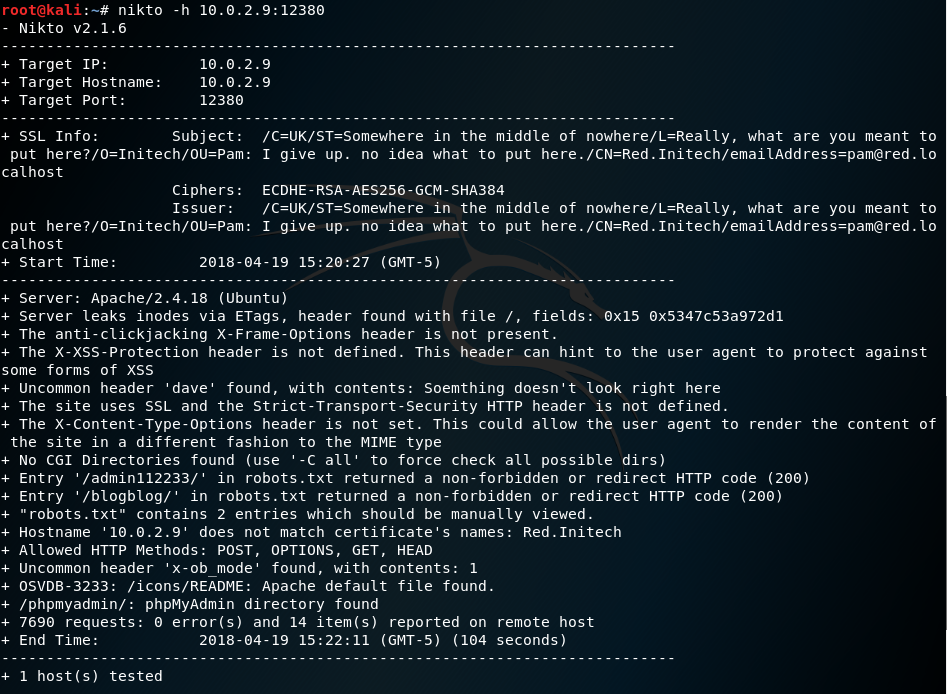 root@kali:~# nikto -h 10.0.2.9:12380
- Nikto v2.1.6
---------------------------------------------------------------------------
+ Target IP:          10.0.2.9
+ Target Hostname:    10.0.2.9
+ Target Port:        12380
---------------------------------------------------------------------------
+ SSL Info:        Subject:  /C=UK/ST=Somewhere in the middle of nowhere/L=Really, what are you meant to
 put here?/O=Initech/OU=Pam: I give up. no idea what to put here./CN=Red.Initech/emailAddress=pam@red.lo
calhost
                   Ciphers:  ECDHE-RSA-AES256-GCM-SHA384
                   Issuer:   /C=UK/ST=Somewhere in the middle of nowhere/L=Really, what are you meant to
 put here?/O=Initech/OU=Pam: I give up. no idea what to put here./CN=Red.Initech/emailAddress=pam@red.lo
calhost
+ Start Time:         2018-04-19 15:20:27 (GMT-5)
---------------------------------------------------------------------------
+ Server: Apache/2.4.18 (Ubuntu)
+ Server leaks inodes via ETags, header found with file /, fields: 0x15 0x5347c53a972d1
+ The anti-clickjacking X-Frame-Options header is not present.
+ The X-XSS-Protection header is not defined. This header can hint to the user agent to protect against
some forms of XSS
+ Uncommon header 'dave' found, with contents: Soemthing doesn't look right here
+ The site uses SSL and the Strict-Transport-Security HTTP header is not defined.
+ The X-Content-Type-Options header is not set. This could allow the user agent to render the content of
 the site in a different fashion to the MIME type
+ No CGI Directories found (use '-C all' to force check all possible dirs)
+ Entry '/admin112233/' in robots.txt returned a non-forbidden or redirect HTTP code (200)
+ Entry '/blogblog/' in robots.txt returned a non-forbidden or redirect HTTP code (200)
+ "robots.txt" contains 2 entries which should be manually viewed.
+ Hostname '10.0.2.9' does not match certificate's names: Red.Initech
+ Allowed HTTP Methods: POST, OPTIONS, GET, HEAD
+ Uncommon header 'x-ob_mode' found, with contents: 1
+ OSVDB-3233: /icons/README: Apache default file found.
+ /phpmyadmin/: phpMyAdmin directory found
+ 7690 requests: 0 error(s) and 14 item(s) reported on remote host
+ End Time:           2018-04-19 15:22:11 (GMT-5) (104 seconds)
---------------------------------------------------------------------------
+ 1 host(s) tested